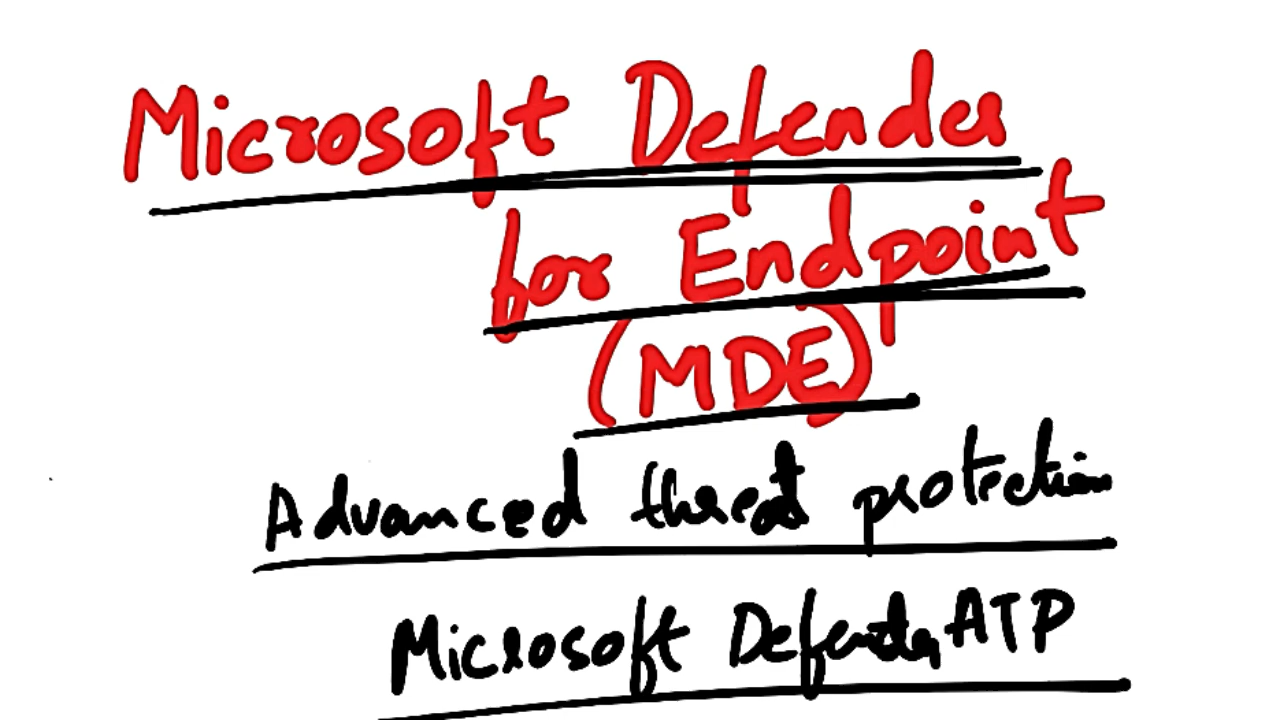 Microsoft Defender
for Endpoint
(MDE)
Advanced threat protection
Microsoft Defender ATP